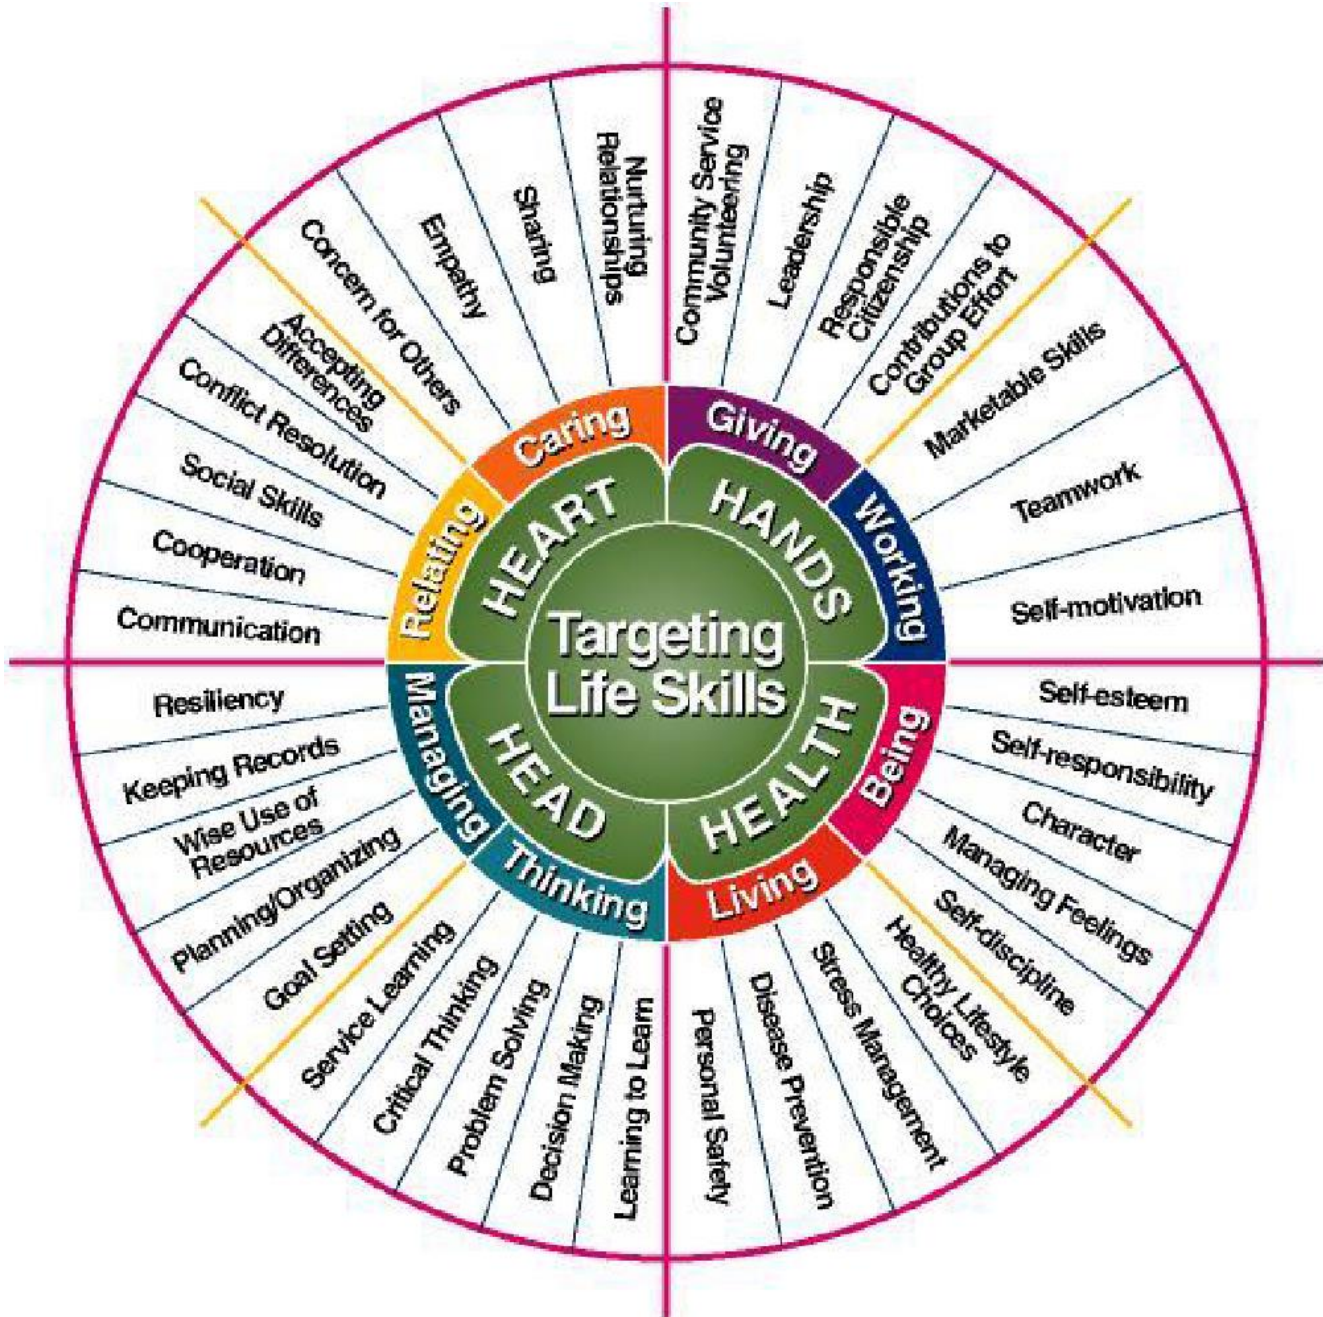 Targeting
Life Skills
HEART
HANDS
HEALTH
HEAD
Caring
Giving
Working
Being
Living
Thinking
Managing
Relating
Nurturing
Relationships
Sharing
Empathy
Concern for Others
Accepting
Differences
Conflict Resolution
Social Skills
Cooperation
Communication
Community Service
Volunteering
Leadership
Responsible
Citizenship
Contributions to
Group Effort
Marketable Skills
Teamwork
Self-motivation
Self-esteem
Self-responsibility
Character
Managing Feelings
Self-discipline
Healthy Lifestyle
Choices
Stress Management
Disease Prevention
Personal Safety
Learning to Learn
Decision Making
Problem Solving
Critical Thinking
Service Learning
Goal Setting
Planning/Organizing
Wise Use of
Resources
Keeping Records
Resiliency